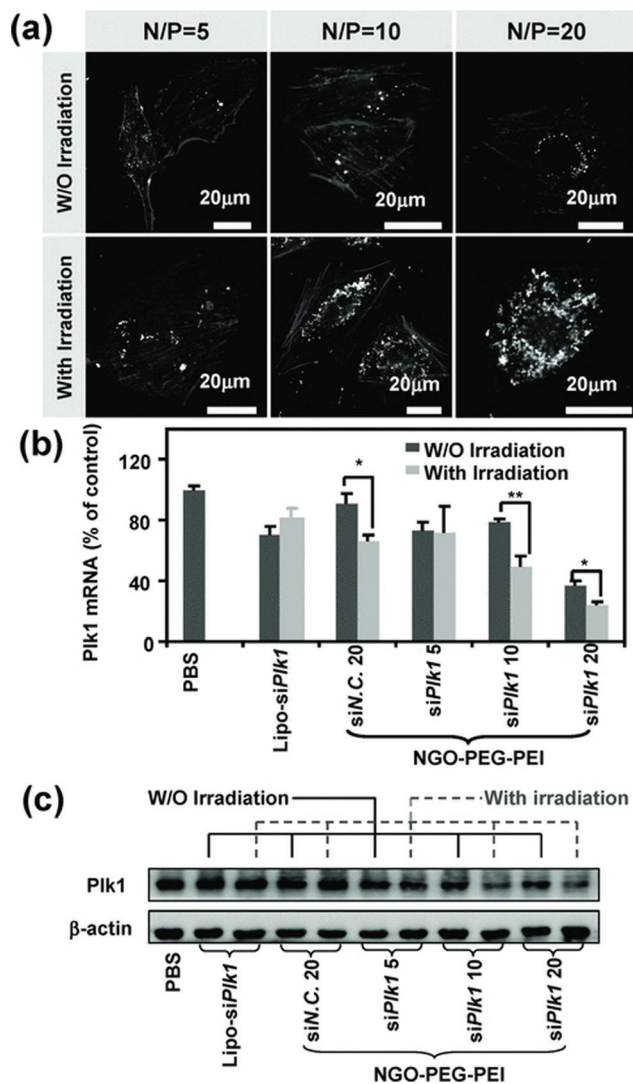 (a)
N/P=5 N/P=10 N/P=20
W/O Irradiation
20μm 20μm 20μm
With Irradiation
20μm 20μm 20μm
(b)
Plk1 mRNA (% of control)
120
80
40
0
W/O Irradiation
With Irradiation
* ** *
PBS
Lipo-siPlk1
siN.C. 20
siPlk1 5
siPlk1 10
siPlk1 20
NGO-PEG-PEI
(c)
W/O Irradiation With irradiation
Plk1
β-actin
PBS
Lipo-siPlk1
siN.C. 20
siPlk1 5
siPlk1 10
siPlk1 20
NGO-PEG-PEI